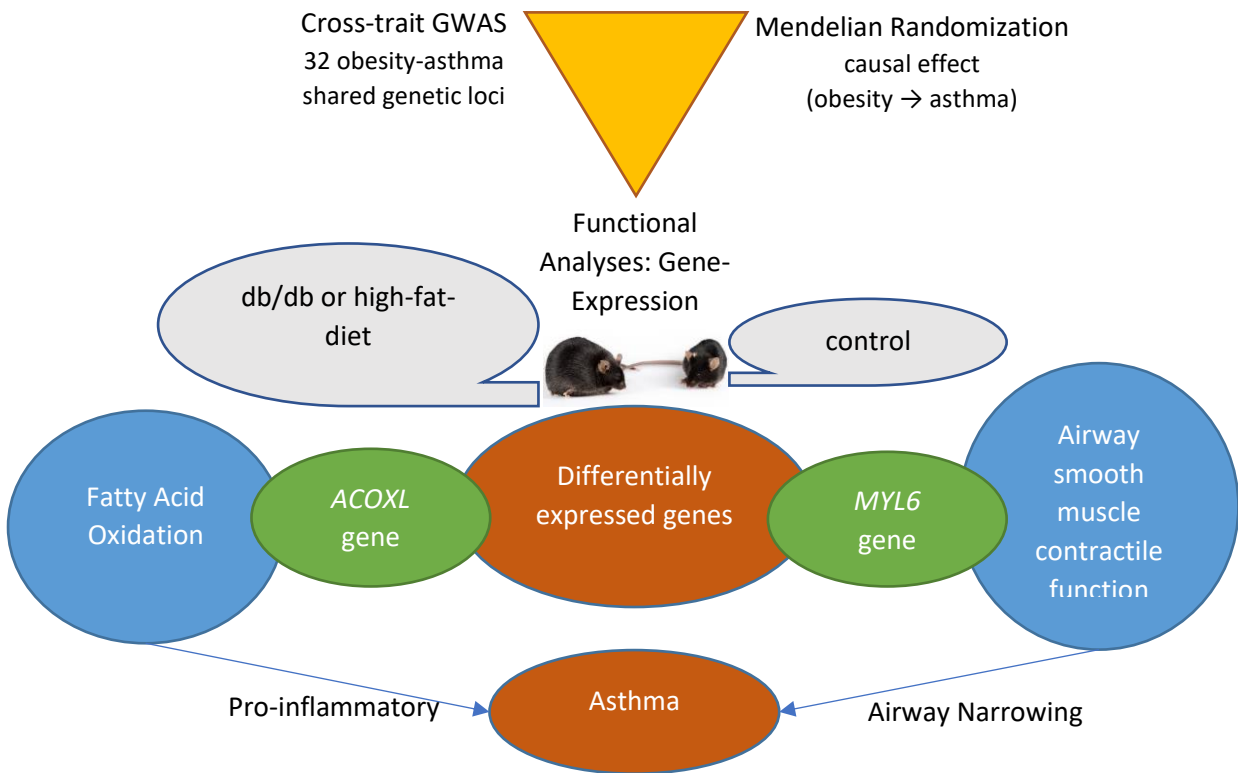 Cross-trait GWAS
32 obesity-asthma
shared genetic loci
Mendelian Randomization
causal effect
(obesity → asthma)
Functional
Analyses: Gene-
Expression
db/db or high-fat-
diet
control
Fatty Acid
Oxidation
ACOXL
gene
Differentially
expressed genes
MYL6
gene
Airway
smooth
muscle
contractile
function
Pro-inflammatory
Asthma
Airway Narrowing